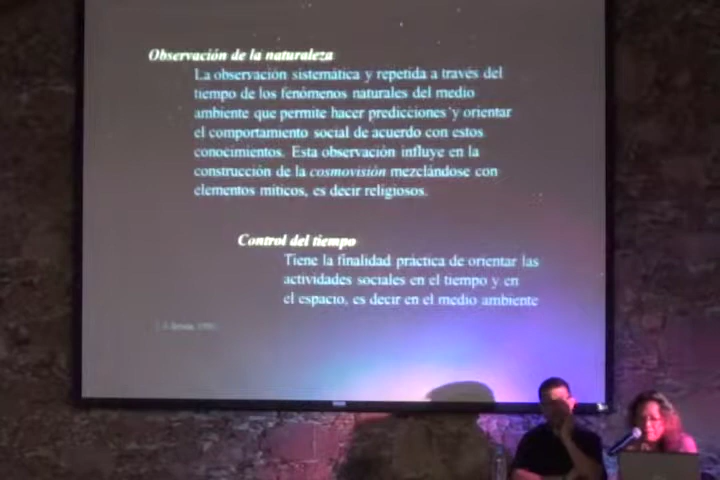 Observación de la naturaleza
La observación sistemática y repetida a través del
tiempo de los fenómenos naturales del medio
ambiente que permite hacer predicciones y orientar
el comportamiento social de acuerdo con estos
conocimientos. Esta observación influye en la
construcción de la cosmovisión mezclándose con
elementos míticos, es decir religiosos.
Control del tiempo
Tiene la finalidad práctica de orientar las
actividades sociales en el tiempo y en
el espacio, es decir en el medio ambiente